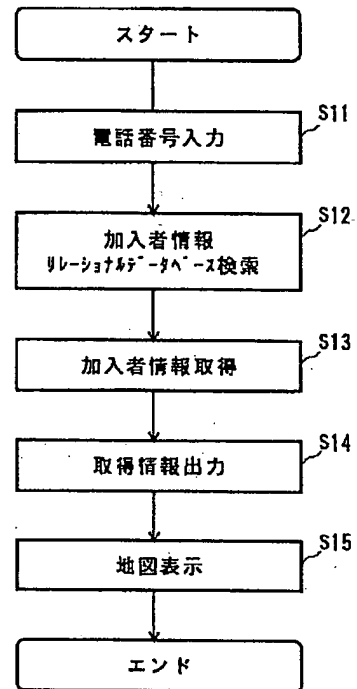 スタート
S11
電話番号入力
S12
加入者情報
ﾘﾚｰｼｮﾅﾙﾃﾞｰﾀﾍﾞｰｽ検索
S13
加入者情報取得
S14
取得情報出力
S15
地図表示
エンド